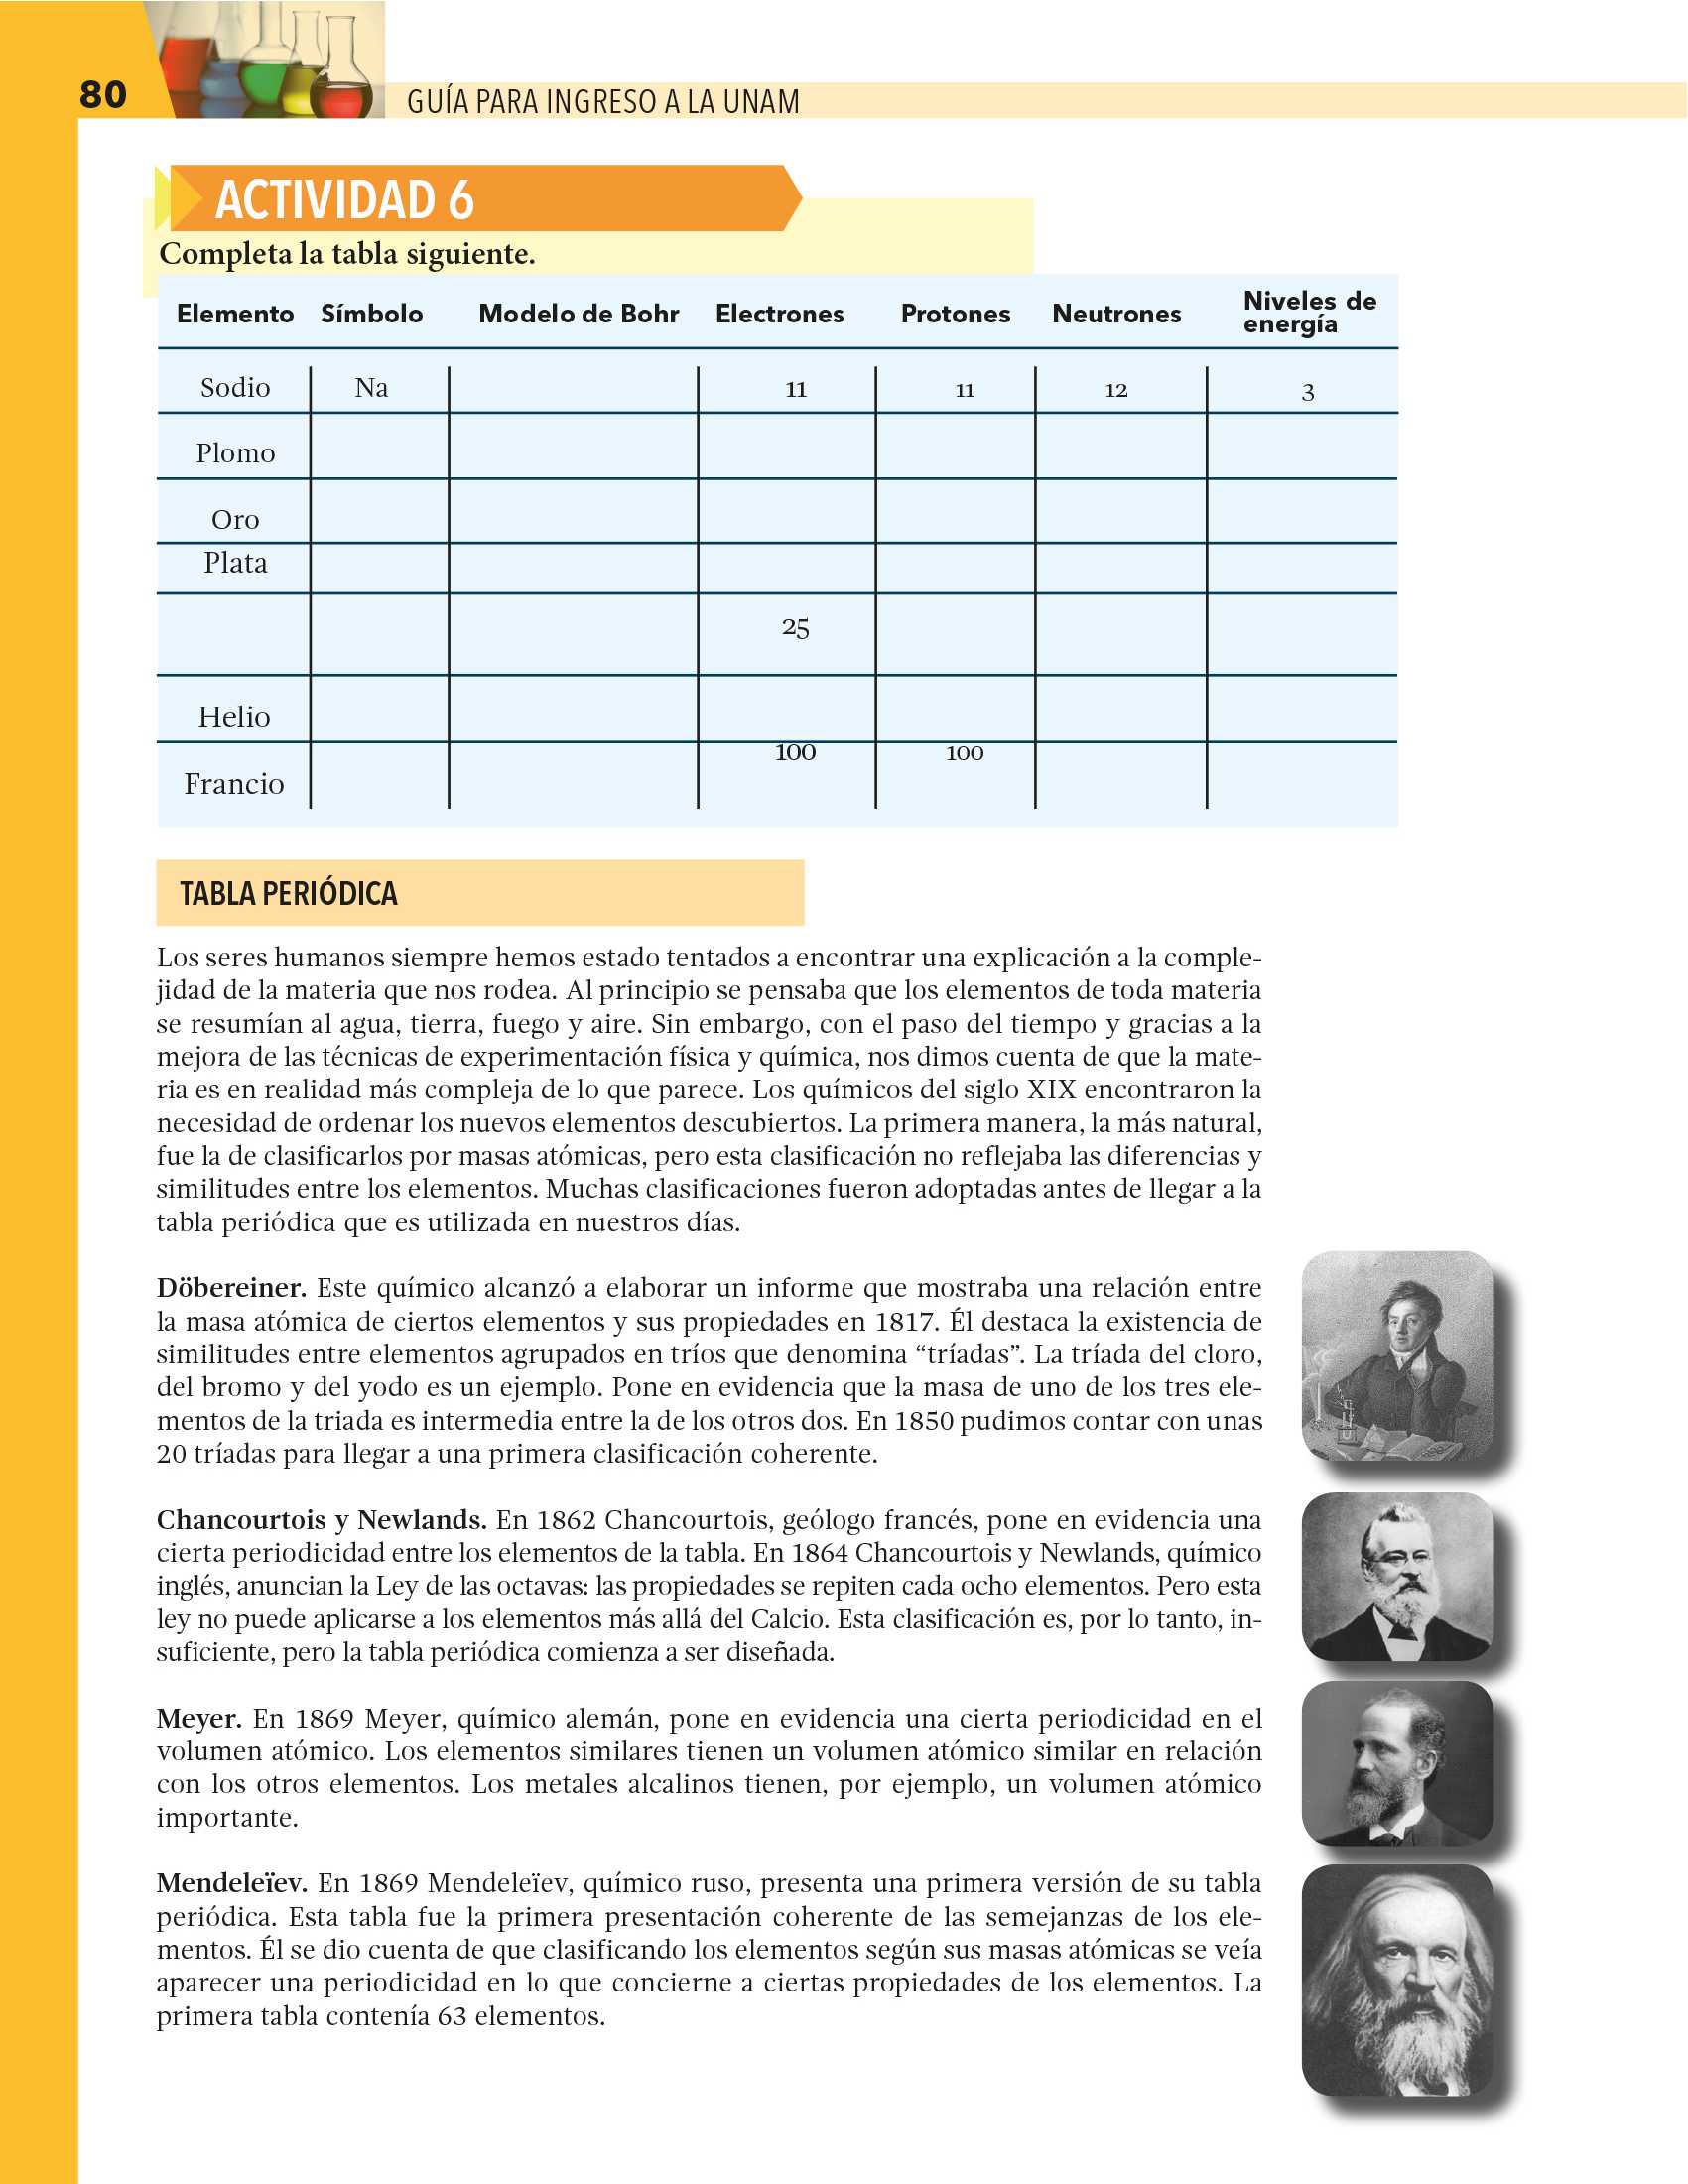 80
GUÍA PARA INGRESO A LA UNAM
ACTIVIDAD 6
Completa la tabla siguiente.
Elemento Símbolo Modelo de Bohr Electrones Protones Neutrones Niveles de energía
Sodio Na 11 11 12 3
Plomo
Oro
Plata
25
Helio
100 100
Francio
TABLA PERIÓDICA
Los seres humanos siempre hemos estado tentados a encontrar una explicación a la comple-
jidad de la materia que nos rodea. Al principio se pensaba que los elementos de toda materia
se resumían al agua, tierra, fuego y aire. Sin embargo, con el paso del tiempo y gracias a la
mejora de las técnicas de experimentación física y química, nos dimos cuenta de que la mate-
ria es en realidad más compleja de lo que parece. Los químicos del siglo XIX encontraron la
necesidad de ordenar los nuevos elementos descubiertos. La primera manera, la más natural,
fue la de clasificarlos por masas atómicas, pero esta clasificación no reflejaba las diferencias y
similitudes entre los elementos. Muchas clasificaciones fueron adoptadas antes de llegar a la
tabla periódica que es utilizada en nuestros días.
Döbereiner. Este químico alcanzó a elaborar un informe que mostraba una relación entre
la masa atómica de ciertos elementos y sus propiedades en 1817. Él destaca la existencia de
similitudes entre elementos agrupados en tríos que denomina “tríadas”. La tríada del cloro,
del bromo y del yodo es un ejemplo. Pone en evidencia que la masa de uno de los tres ele-
mentos de la triada es intermedia entre la de los otros dos. En 1850 pudimos contar con unas
20 tríadas para llegar a una primera clasificación coherente.
Chancourtois y Newlands. En 1862 Chancourtois, geólogo francés, pone en evidencia una
cierta periodicidad entre los elementos de la tabla. En 1864 Chancourtois y Newlands, químico
inglés, anuncian la Ley de las octavas: las propiedades se repiten cada ocho elementos. Pero esta
ley no puede aplicarse a los elementos más allá del Calcio. Esta clasificación es, por lo tanto, in-
suficiente, pero la tabla periódica comienza a ser diseñada.
Meyer. En 1869 Meyer, químico alemán, pone en evidencia una cierta periodicidad en el
volumen atómico. Los elementos similares tienen un volumen atómico similar en relación
con los otros elementos. Los metales alcalinos tienen, por ejemplo, un volumen atómico
importante.
Mendeleïev. En 1869 Mendeleïev, químico ruso, presenta una primera versión de su tabla
periódica. Esta tabla fue la primera presentación coherente de las semejanzas de los ele-
mentos. Él se dio cuenta de que clasificando los elementos según sus masas atómicas se veía
aparecer una periodicidad en lo que concierne a ciertas propiedades de los elementos. La
primera tabla contenía 63 elementos.